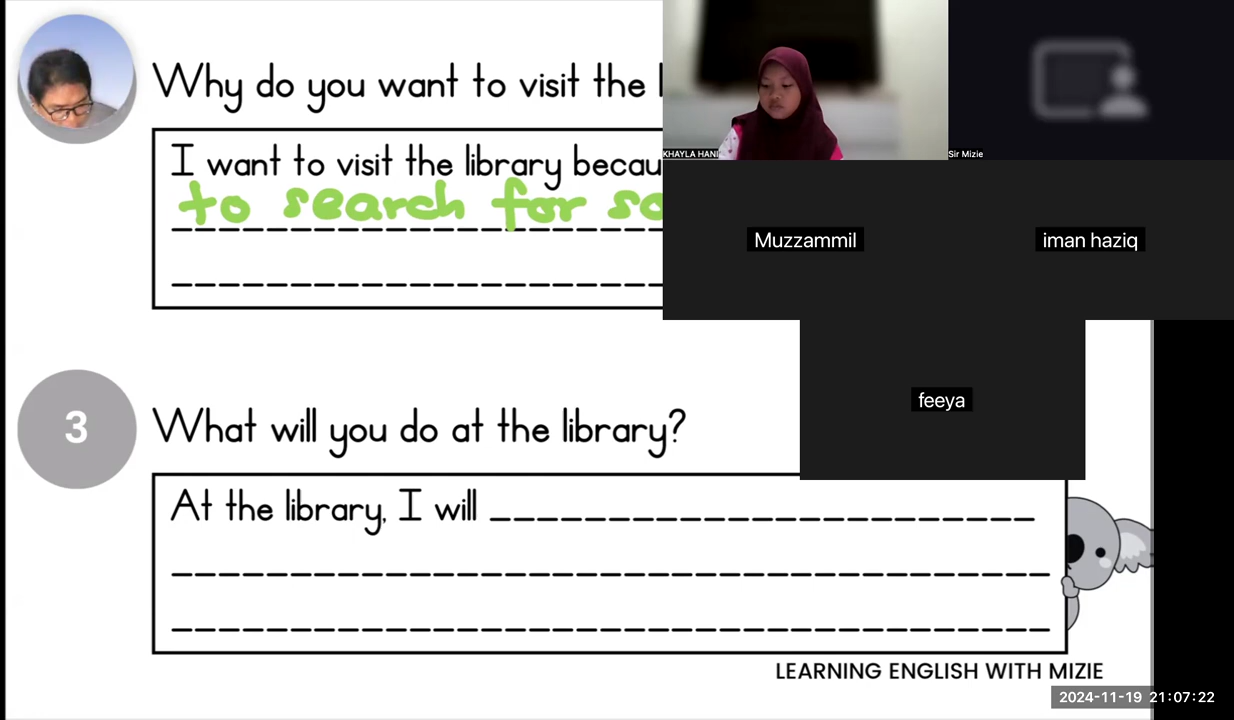 Why do you want to visit the
I want to visit the library
to search for
3
What will you do at the library?
At the library, I will
LEARNING ENGLISH WITH MIZIE
KHAYLA HANI
Sir Mizie
Muzzammil
iman haziq
feeya
2024-11-19 21:07:22